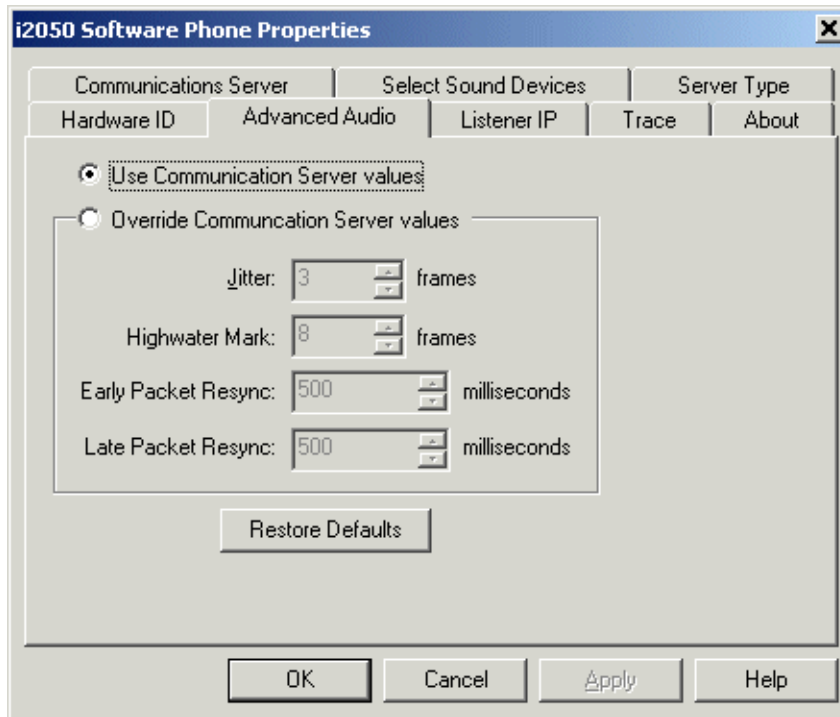 i2050 Software Phone Properties
Communications Server Select Sound Devices Server Type
Hardware ID Advanced Audio Listener IP Trace About
Use Communication Server values
Override Communcation Server values
Jitter: 3 frames
Highwater Mark: 8 frames
Early Packet Resync: 500 milliseconds
Late Packet Resync: 500 milliseconds
Restore Defaults
OK Cancel Apply Help